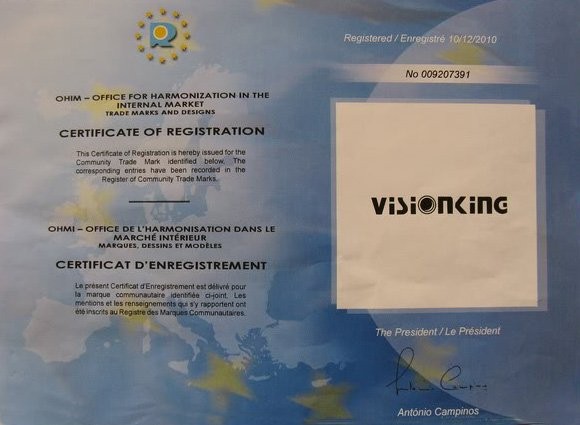 OHIM – OFFICE FOR HARMONIZATION IN THE
INTERNAL MARKET
TRADE MARKS AND DESIGNS
CERTIFICATE OF REGISTRATION
This Certificate of Registration is hereby issued for the
Community Trade Mark identified below. The
corresponding entries have been recorded in the
Register of Community Trade Marks.
OHMI – OFFICE DE L'HARMONISATION DANS LE
MARCHÉ INTÉRIEUR
MARQUES, DESSINS ET MODÈLES
CERTIFICAT D'ENREGISTREMENT
Le présent Certificat d'Enregistrement est délivré pour
la marque communautaire identifiée ci-joint. Les
mentions et les renseignements qui s'y rapportent ont
été inscrits au Registre des Marques Communautaires.
Registered / Enregistré 10/12/2010
No 009207391
VISIONKING
The President / Le Président
António Campinos